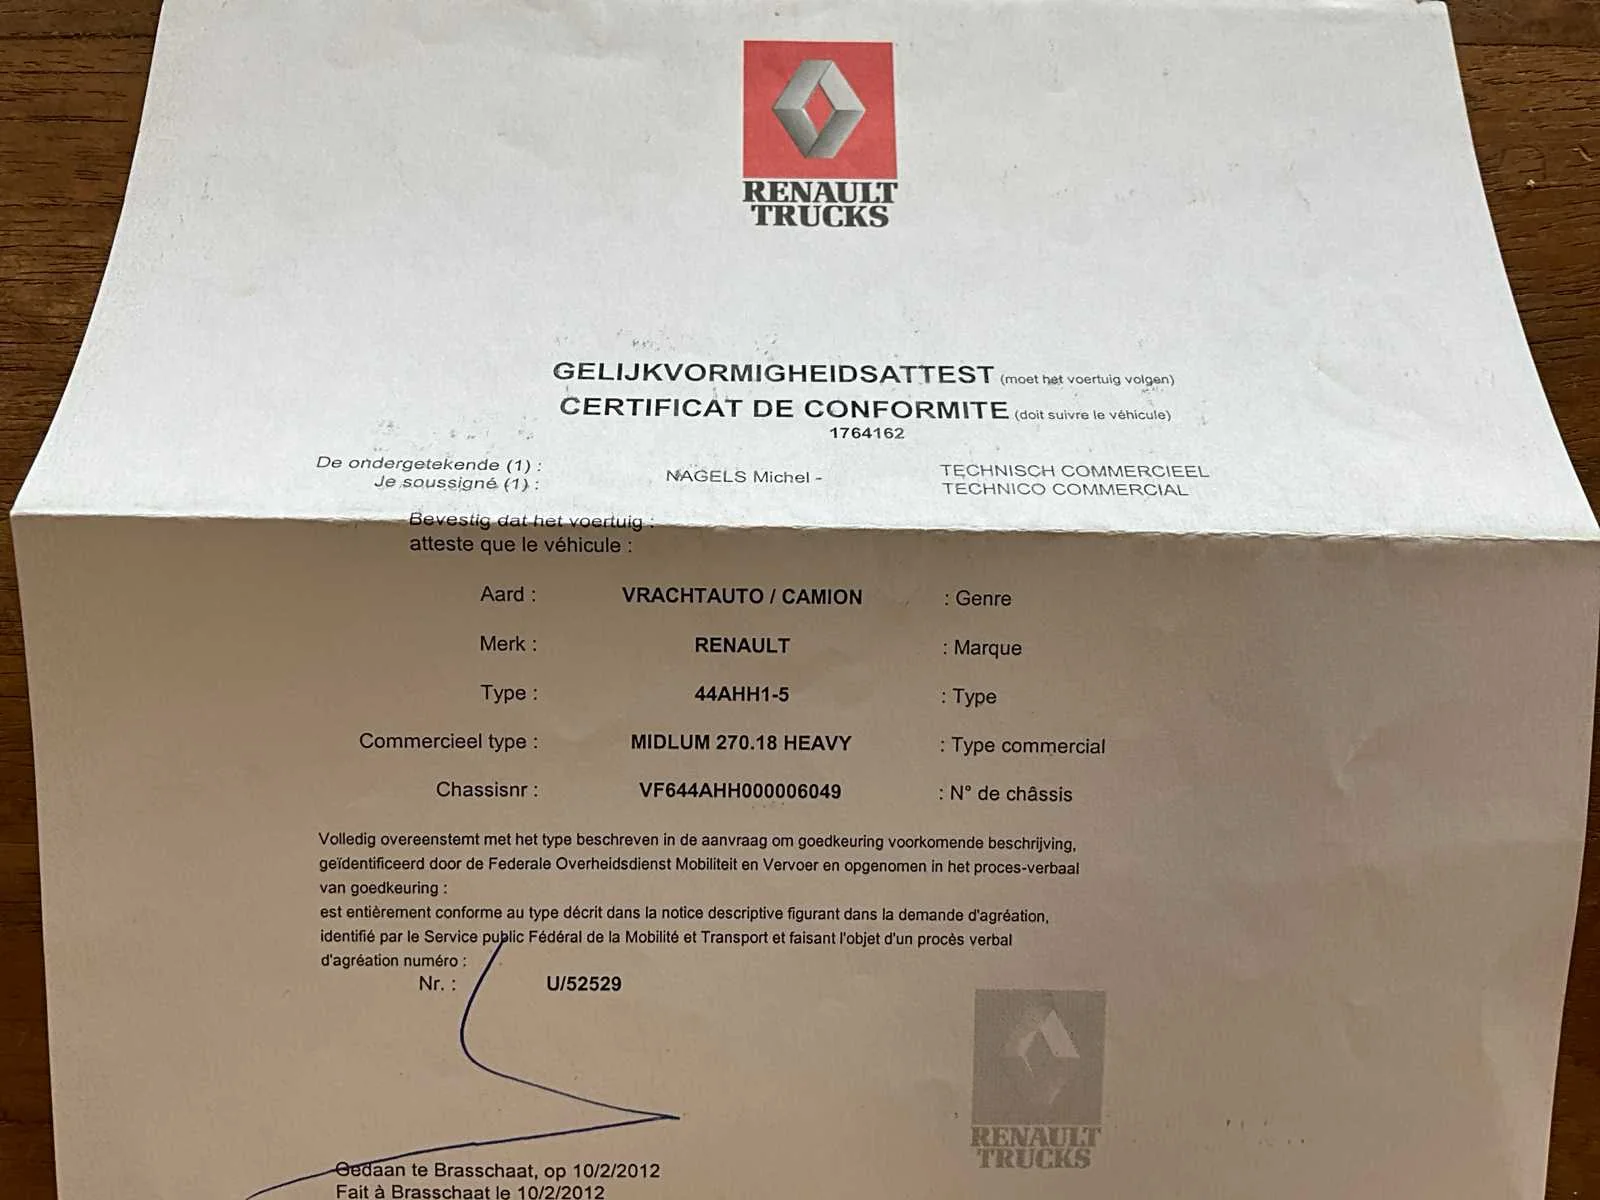 RENAULT
TRUCKS
GELIJKVORMIGHEIDSATTEST (moet het voertuig volgen)
CERTIFICAT DE CONFORMITE (doit suivre le véhicule)
1764162
De ondergetekende (1) :
Je soussigné (1) :
NAGELS Michel -
TECHNISCH COMMERCIEEL
TECHNICO COMMERCIAL
Bevestig dat het voertuig :
atteste que le véhicule :
Aard : VRACHTAUTO / CAMION : Genre
Merk : RENAULT : Marque
Type : 44AHH1-5 : Type
Commercieel type : MIDLUM 270.18 HEAVY : Type commercial
Chassisnr : VF644AHH000006049 : N° de châssis
Volledig overeenstemt met het type beschreven in de aanvraag om goedkeuring voorkomende beschrijving,
geïdentificeerd door de Federale Overheidsdienst Mobiliteit en Vervoer en opgenomen in het proces-verbaal
van goedkeuring :
est entièrement conforme au type décrit dans la notice descriptive figurant dans la demande d'agréation,
identifié par le Service public Fédéral de la Mobilité et Transport et faisant l'objet d'un procès verbal
d'agréation numéro :
Nr. : U/52529
RENAULT
TRUCKS
Gedaan te Brasschaat, op 10/2/2012
Fait à Brasschaat le 10/2/2012